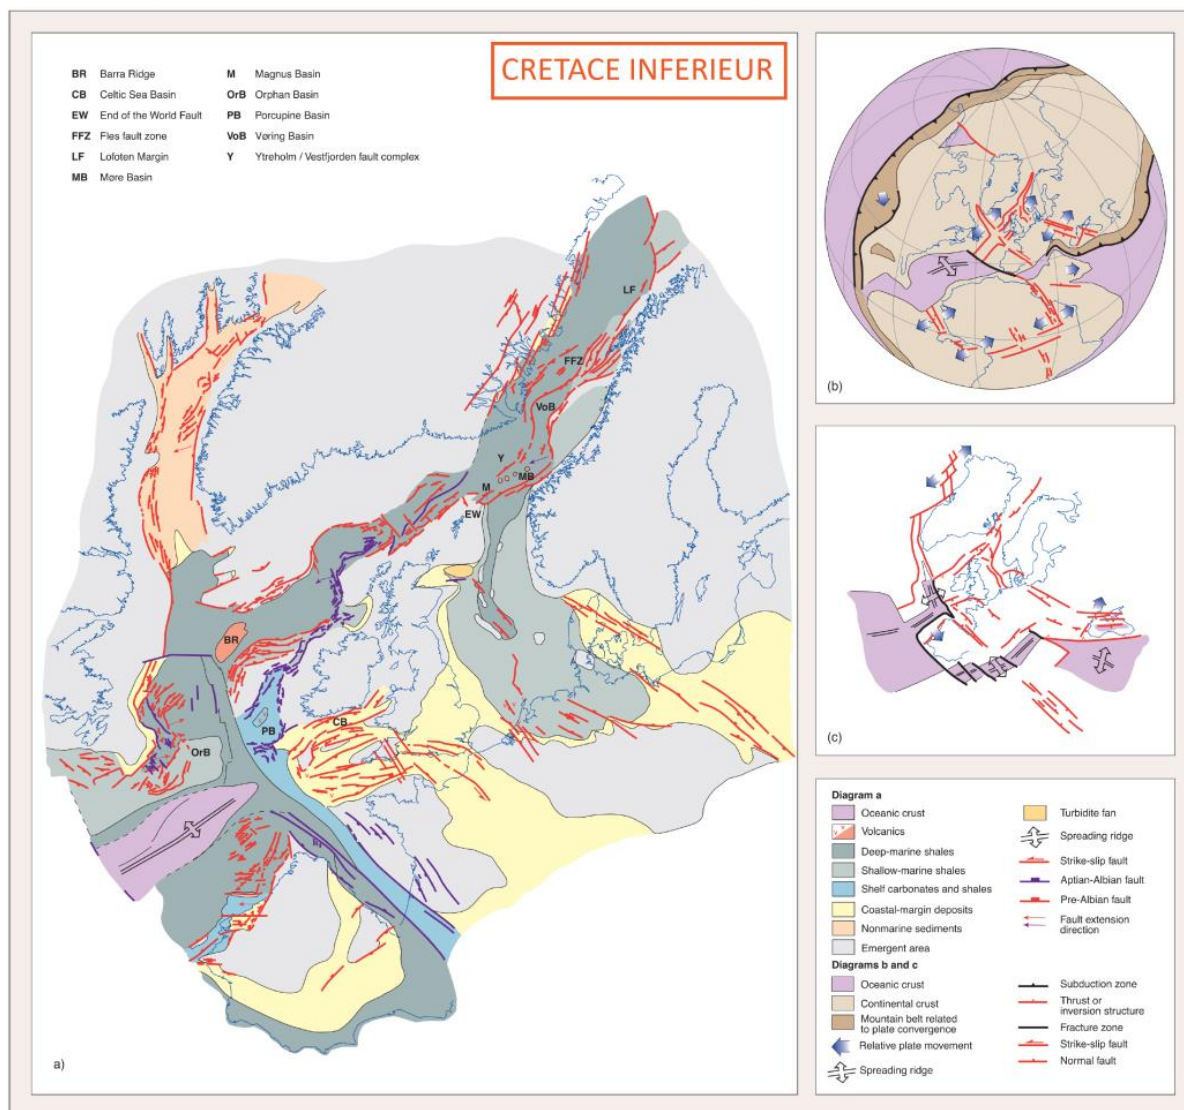 CRETACE INFERIEUR
BR Barra Ridge
CB Celtic Sea Basin
EW End of the World Fault
FFZ Fles fault zone
LF Lofoten Margin
MB Møre Basin
M Magnus Basin
OrB Orphan Basin
PB Porcupine Basin
VoB Vøring Basin
Y Ytreholm / Vestfjorden fault complex
LF
FFZ
VoB
Y
MB
M
EW
BR
CB
PB
OrB
a)
(b)
(c)
Diagram a
Oceanic crust
Volcanics
Deep-marine shales
Shallow-marine shales
Shelf carbonates and shales
Coastal-margin deposits
Nonmarine sediments
Emergent area
Turbidite fan
Spreading ridge
Strike-slip fault
Aptian-Albian fault
Pre-Albian fault
Fault extension
direction
Diagrams b and c
Oceanic crust
Continental crust
Mountain belt related
to plate convergence
Relative plate movement
Spreading ridge
Subduction zone
Thrust or
inversion structure
Fracture zone
Strike-slip fault
Normal fault